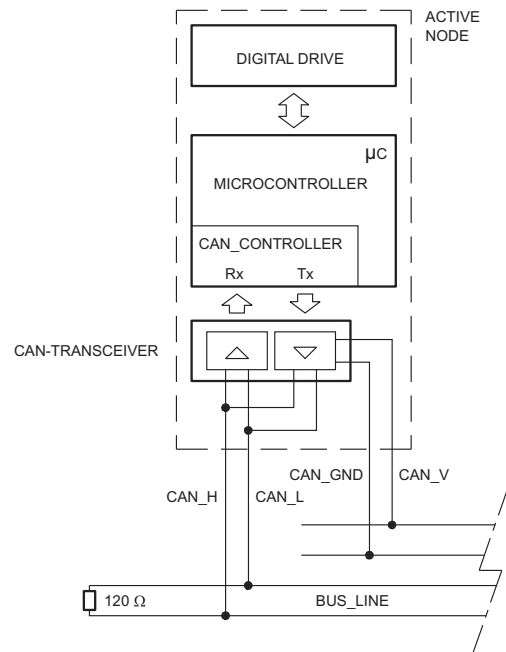 ACTIVE
NODE
DIGITAL DRIVE
μC
MICROCONTROLLER
CAN_CONTROLLER
Rx Tx
CAN-TRANSCEIVER
CAN_GND CAN_V
CAN_H CAN_L
120 Ω BUS_LINE